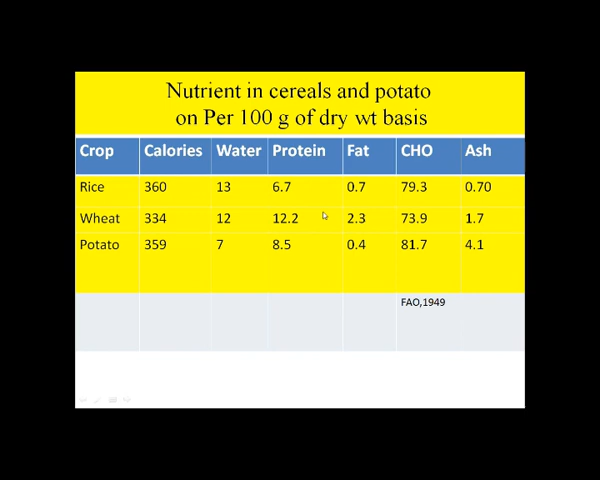 Nutrient in cereals and potato
on Per 100 g of dry wt basis
Crop Calories Water Protein Fat CHO Ash
Rice 360 13 6.7 0.7 79.3 0.70
Wheat 334 12 12.2 2.3 73.9 1.7
Potato 359 7 8.5 0.4 81.7 4.1
FAO,1949